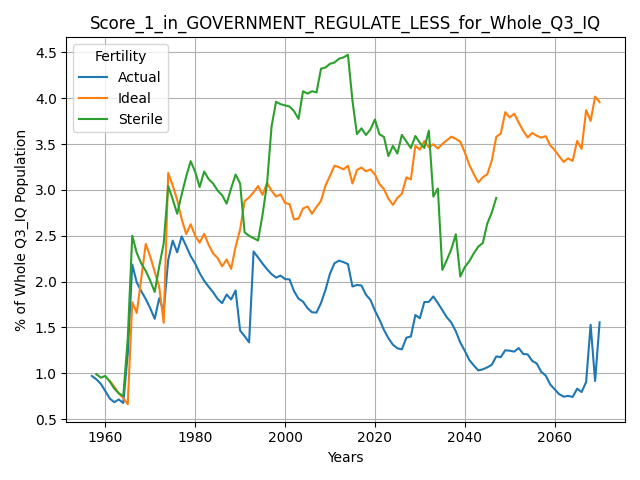 Score_1_in_GOVERNMENT_REGULATE_LESS_for_Whole_Q3_IQ
% of Whole Q3_IQ Population
4.5
4.0
3.5
3.0
2.5
2.0
1.5
1.0
0.5
Fertility
Actual
Ideal
Sterile
1960
1980
2000
2020
2040
2060
Years